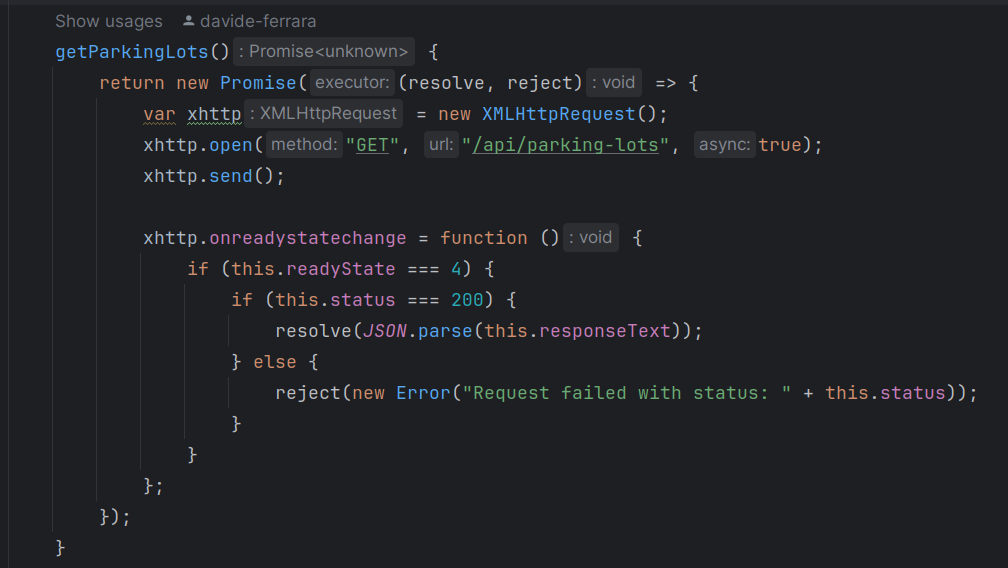 Show usages davide-ferrara
getParkingLots() : Promise<unknown> {
return new Promise( executor: (resolve, reject) : void => {
var xhttp : XMLHttpRequest = new XMLHttpRequest();
xhttp.open( method: "GET", url: "/api/parking-lots", async: true);
xhttp.send();
xhttp.onreadystatechange = function () : void {
if (this.readyState === 4) {
if (this.status === 200) {
resolve(JSON.parse(this.responseText));
} else {
reject(new Error("Request failed with status: " + this.status));
}
}
};
});
}